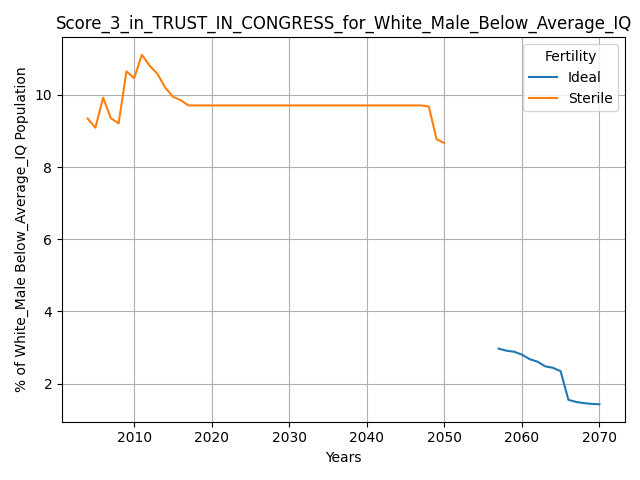 Score_3_in_TRUST_IN_CONGRESS_for_White_Male_Below_Average_IQ
% of White_Male Below_Average_IQ Population
10
8
6
4
2
Fertility
Ideal
Sterile
2010 2020 2030 2040 2050 2060 2070
Years